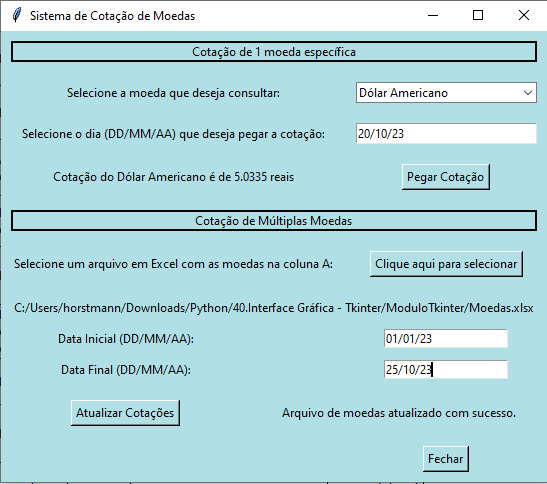 Sistema de Cotação de Moedas
Cotação de 1 moeda específica
Selecione a moeda que deseja consultar:
Dólar Americano
Selecione o dia (DD/MM/AA) que deseja pegar a cotação:
20/10/23
Cotação do Dólar Americano é de 5.0335 reais
Pegar Cotação
Cotação de Múltiplas Moedas
Selecione um arquivo em Excel com as moedas na coluna A:
Clique aqui para selecionar
C:/Users/horstmann/Downloads/Python/40.Interface Gráfica - Tkinter/ModuloTkinter/Moedas.xlsx
Data Inicial (DD/MM/AA):
01/01/23
Data Final (DD/MM/AA):
25/10/23
Atualizar Cotações
Arquivo de moedas atualizado com sucesso.
Fechar